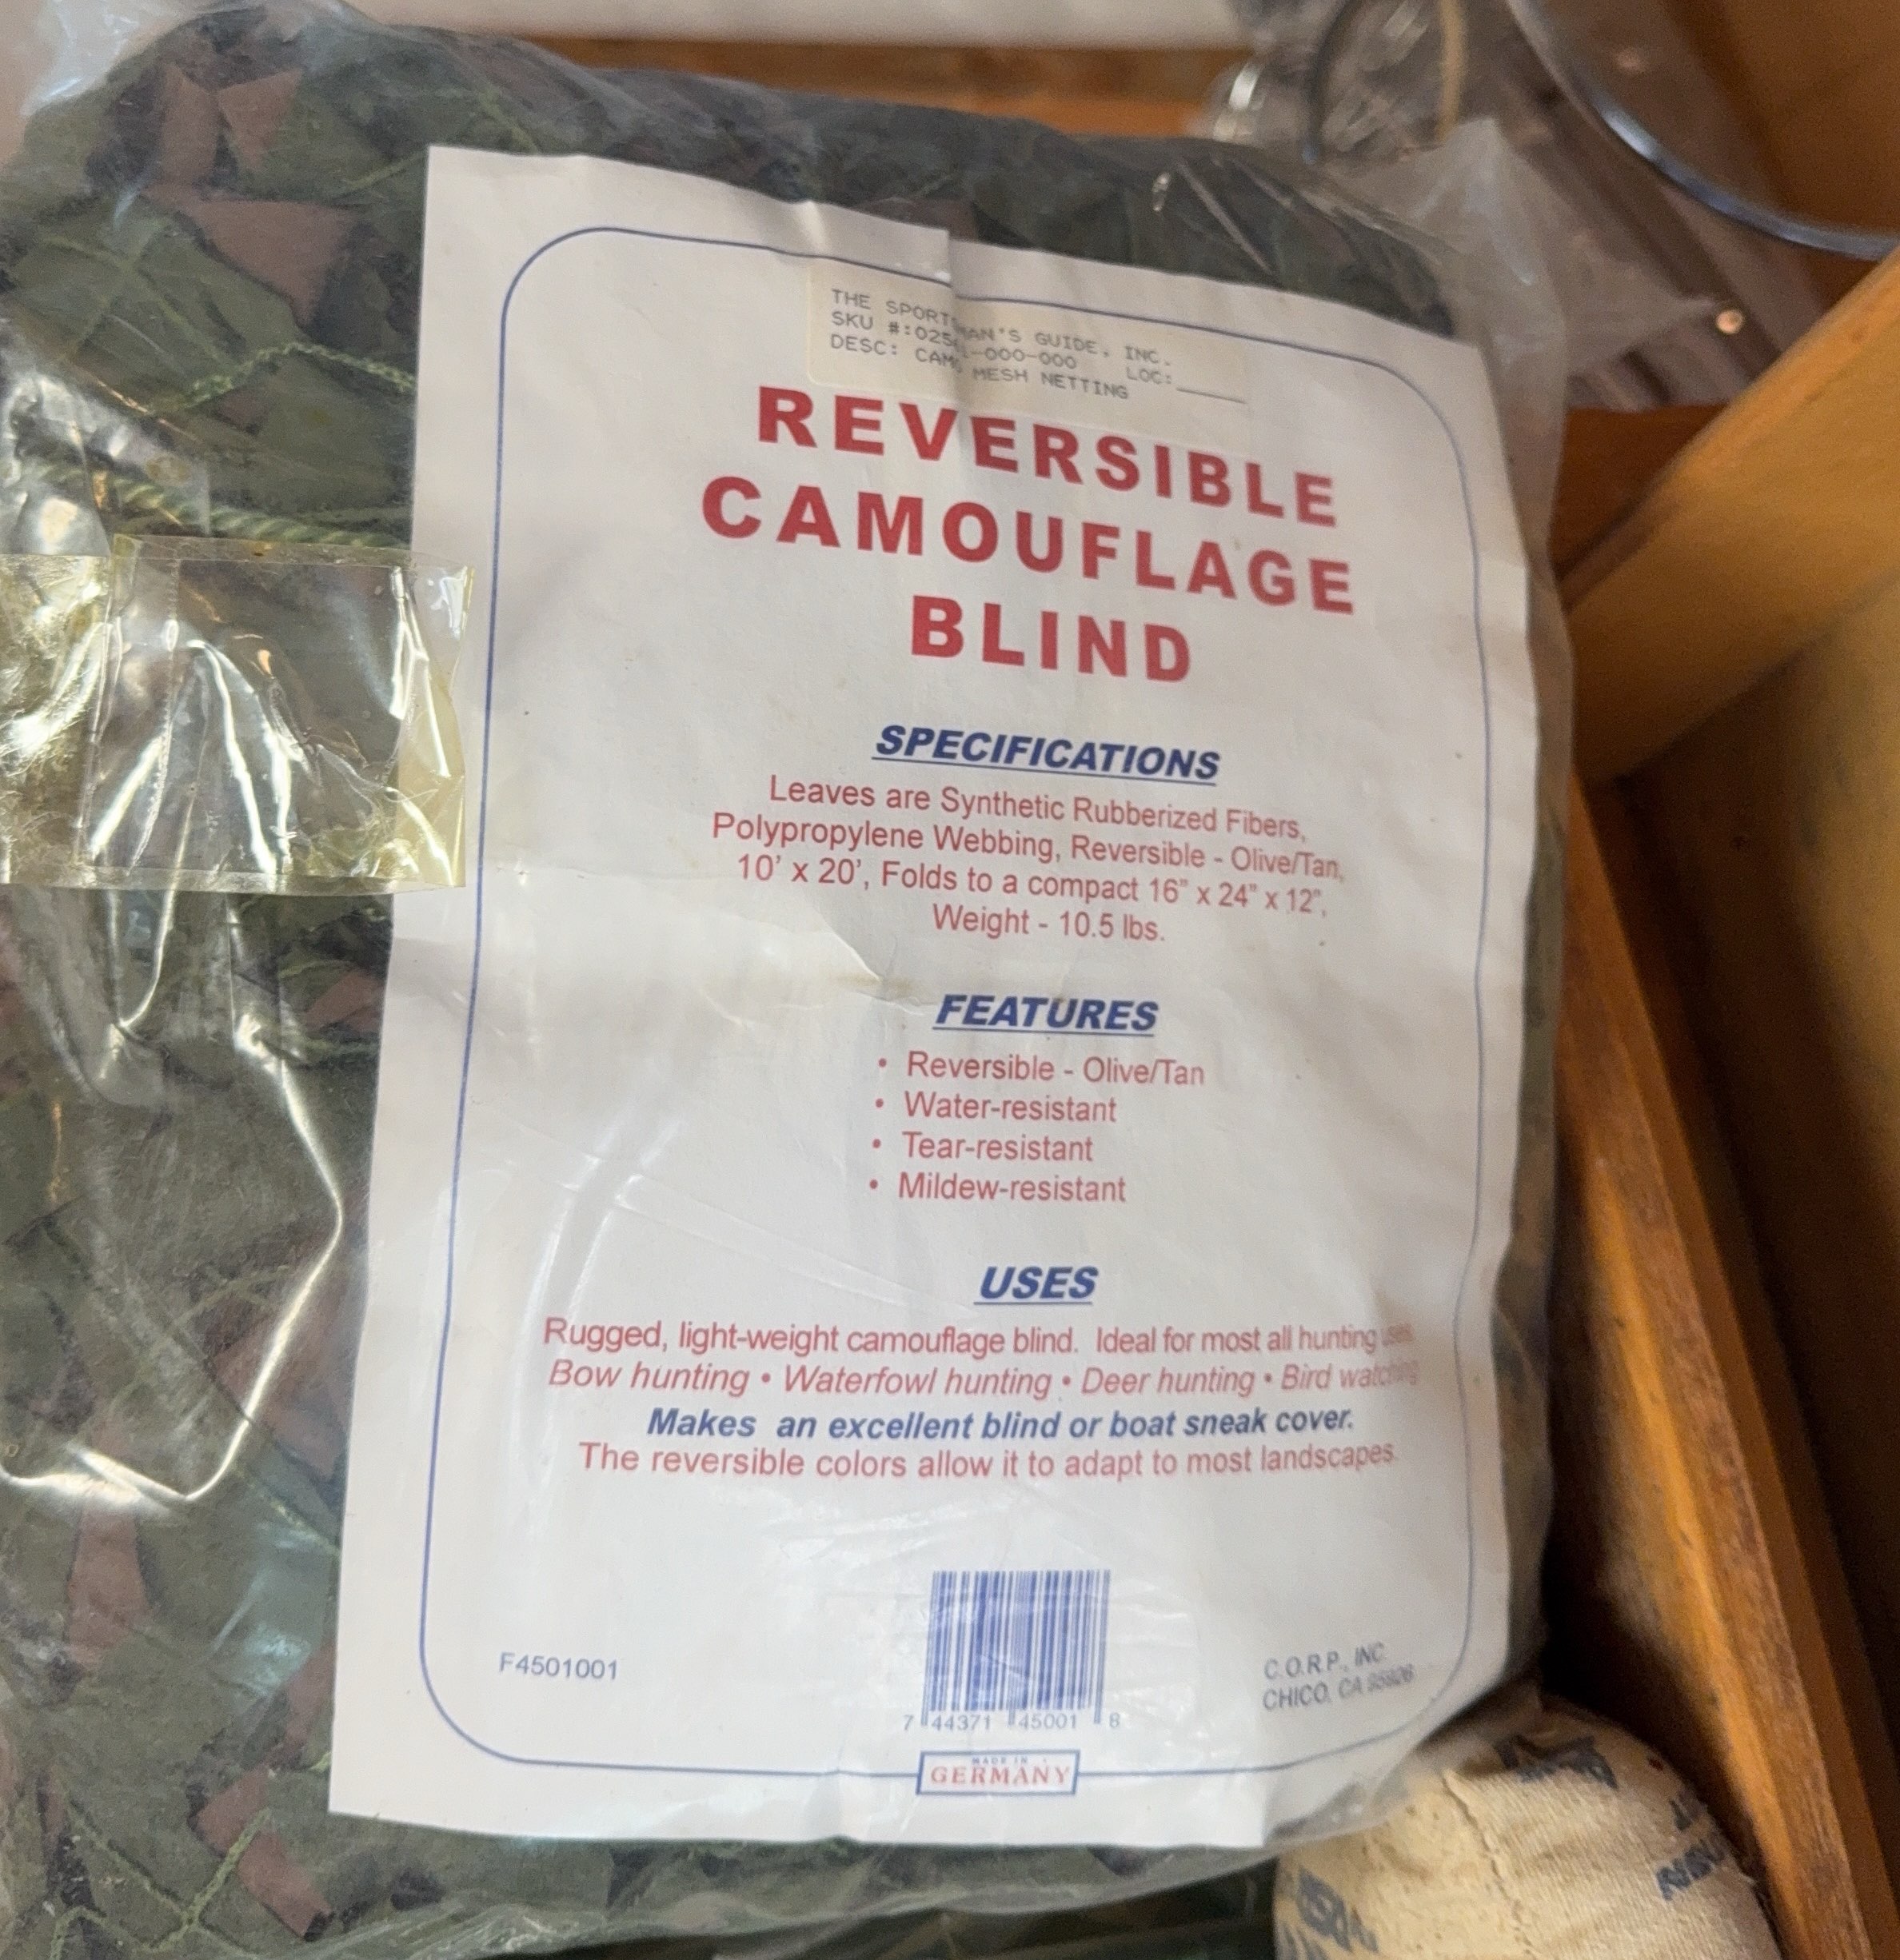 THE SPORTSMAN'S GUIDE, INC.
SKU #:025 -000-000 LOC:
DESC: CAMO MESH NETTING
REVERSIBLE
CAMOUFLAGE
BLIND
SPECIFICATIONS
Leaves are Synthetic Rubberized Fibers,
Polypropylene Webbing, Reversible - Olive/Tan,
10' x 20', Folds to a compact 16" x 24" x 12",
Weight - 10.5 lbs.
FEATURES
• Reversible - Olive/Tan
• Water-resistant
• Tear-resistant
• Mildew-resistant
USES
Rugged, light-weight camouflage blind. Ideal for most all hunting uses.
Bow hunting • Waterfowl hunting • Deer hunting • Bird watching
Makes an excellent blind or boat sneak cover.
The reversible colors allow it to adapt to most landscapes.
F4501001
7 44371 45001 8
C.O.R.P., INC.
CHICO, CA
MADE IN
GERMANY